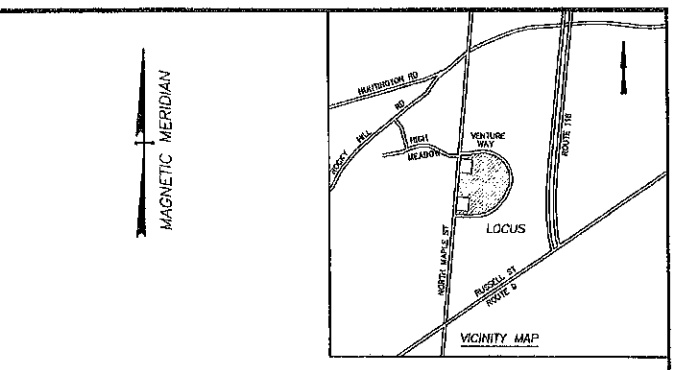 MAGNETIC MERIDIAN
HUNTINGTON RD
ROCKY HILL RD
HIGH
MEADOW
VENTURE
WAY
ROUTE 116
LOCUS
NORTH MAPLE ST
RUSSELL ST
ROUTE 9
VICINITY MAP